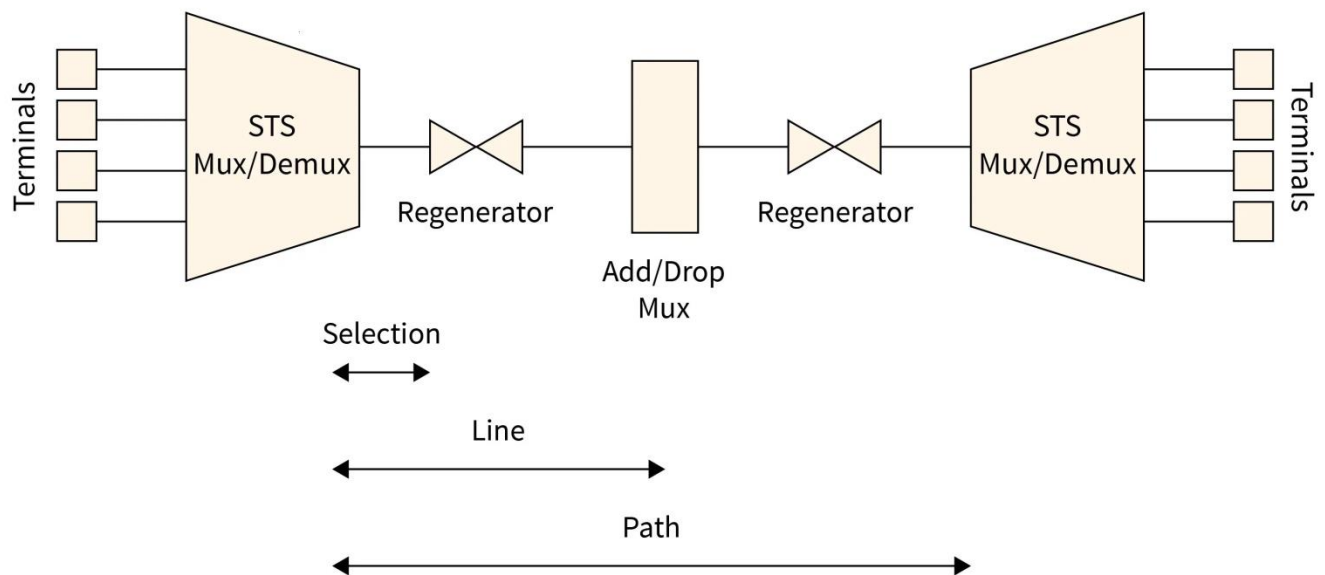 Terminals
STS
Mux/Demux
Regenerator
Add/Drop
Mux
Regenerator
STS
Mux/Demux
Terminals
Selection
Line
Path